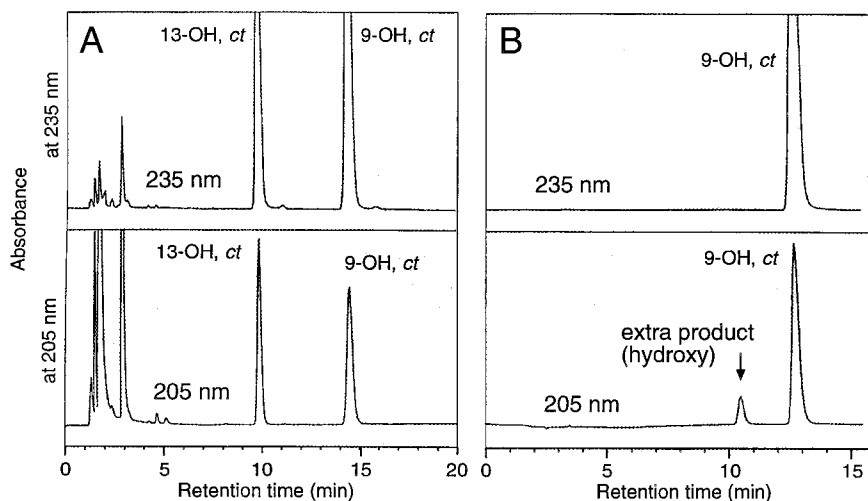 A
13-OH, ct
9-OH, ct
235 nm
13-OH, ct
9-OH, ct
205 nm
Absorbance
at 235 nm
at 205 nm
0 5 10 15 20
Retention time (min)
B
9-OH, ct
235 nm
9-OH, ct
extra product
(hydroxy)
205 nm
0 5 10 15
Retention time (min)